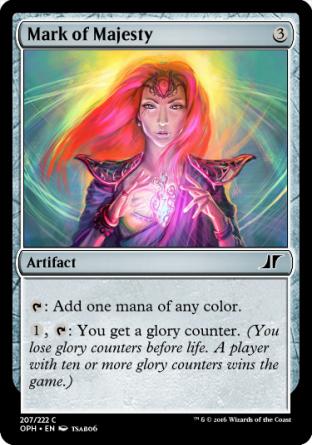 Mark of Majesty 3
Artifact
: Add one mana of any color.
1, : You get a glory counter. (You
lose glory counters before life. A player
with ten or more glory counters wins the
game.)
207/222 C
OPH • EN TSABO6
™ & © 2016 Wizards of the Coast